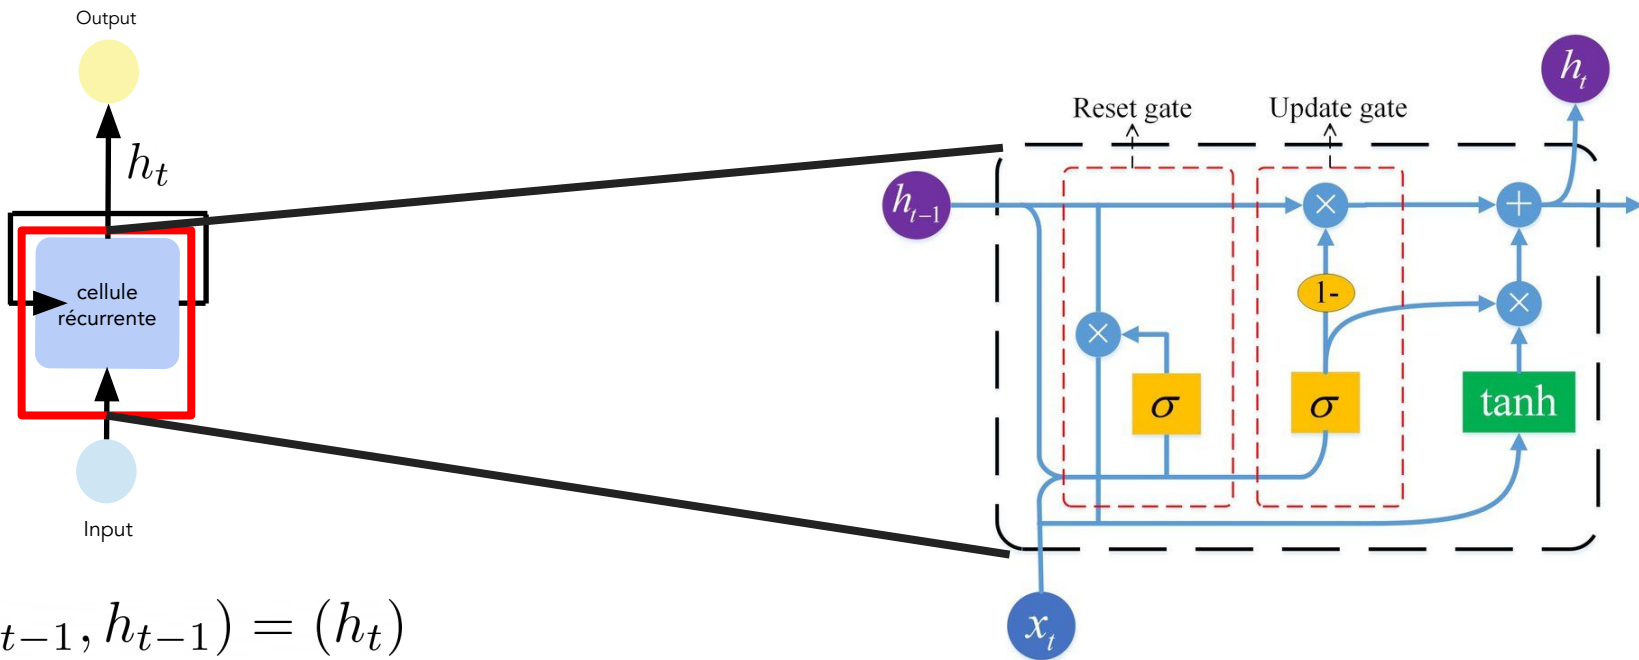 Output
h_t
cellule
récurrente
Input
_{t-1}, h_{t-1}) = (h_t)
Reset gate
Update gate
h_t
h_{t-1}
×
+
1-
×
×
σ
σ
tanh
x_t